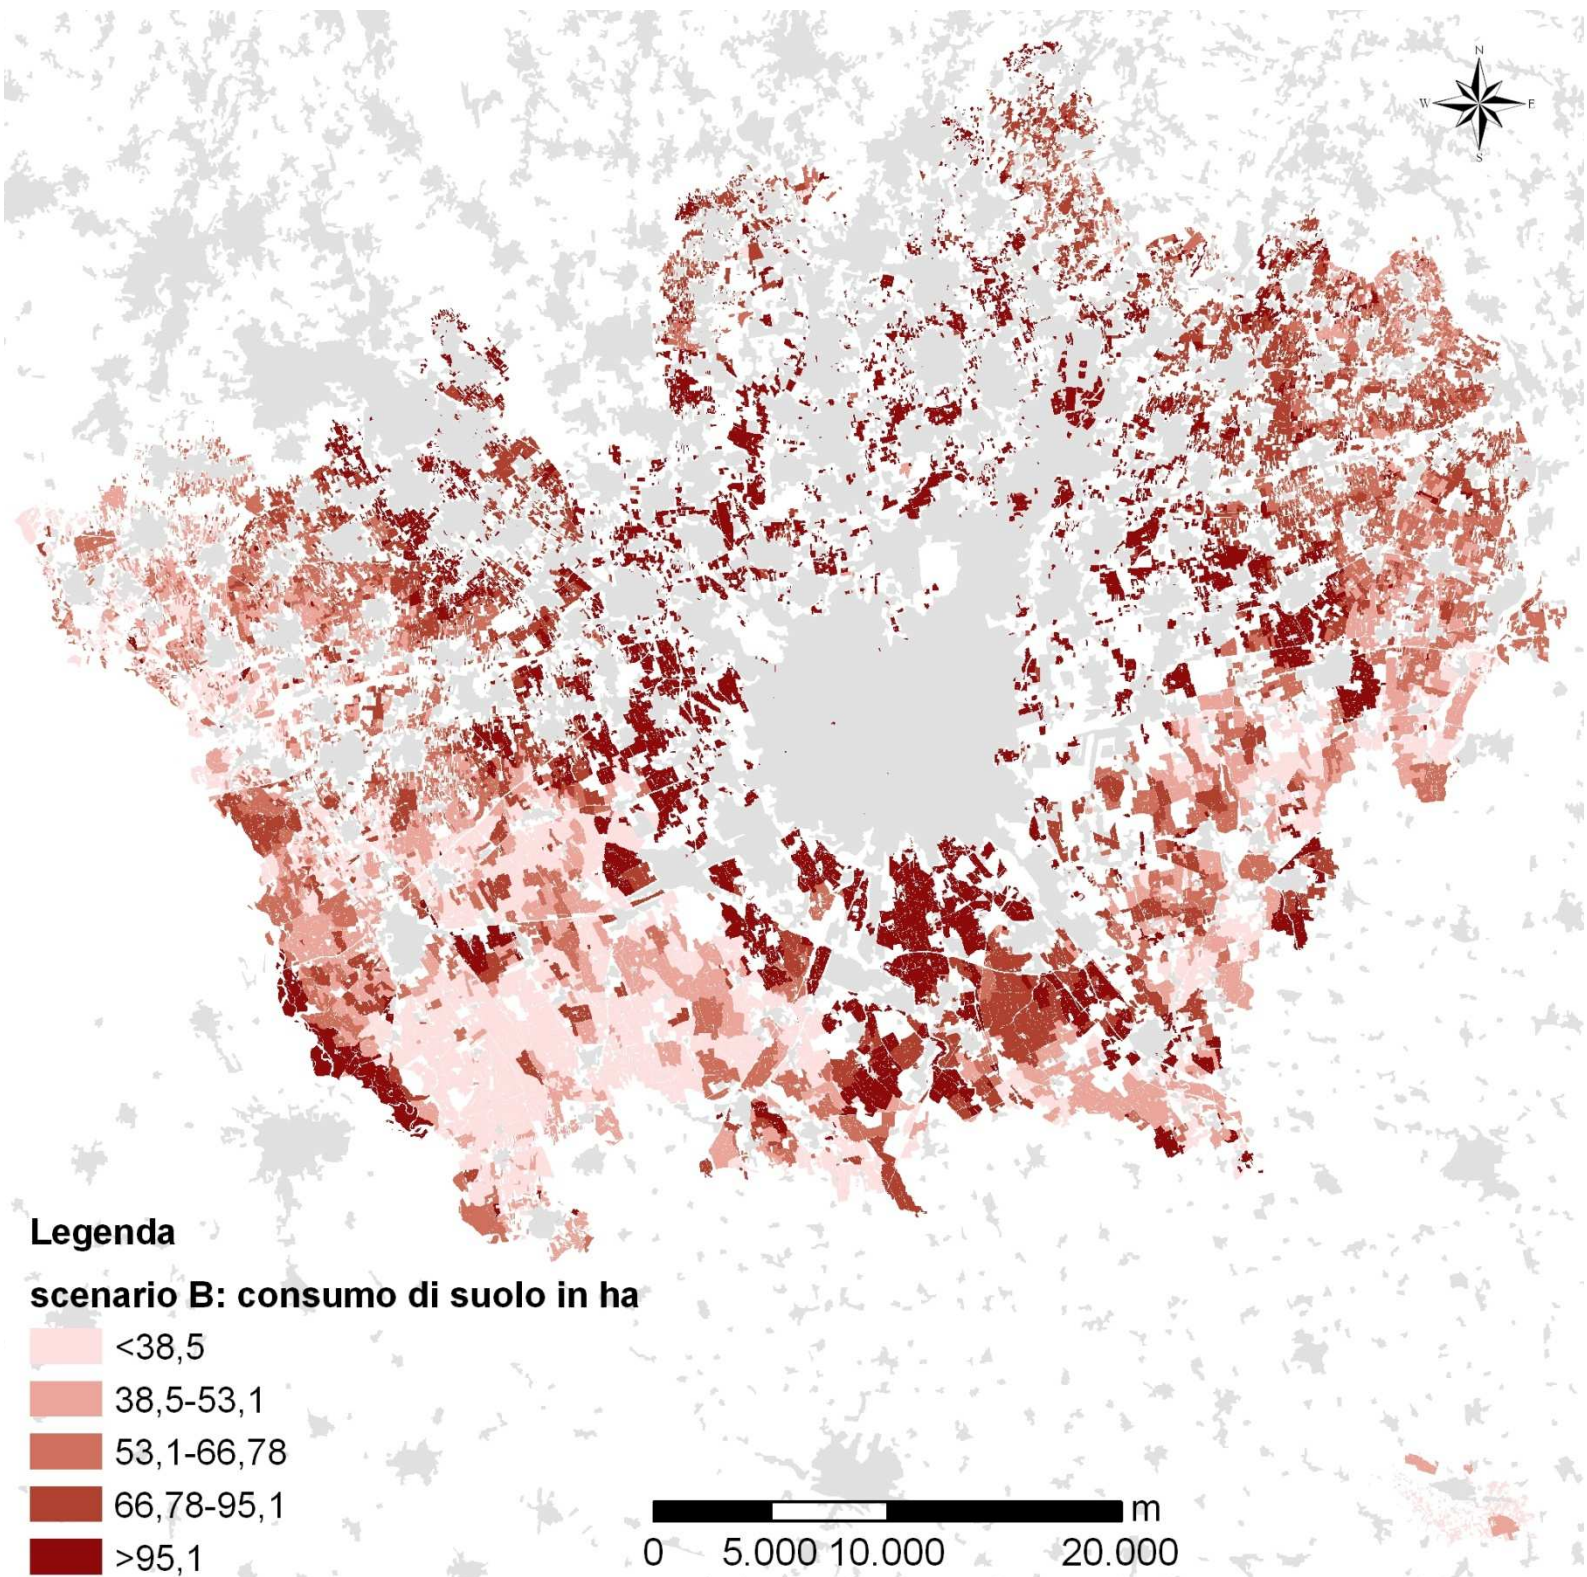 N
W E
S
Legenda
scenario B: consumo di suolo in ha
<38,5
38,5-53,1
53,1-66,78
66,78-95,1
>95,1
m
0 5.000 10.000 20.000